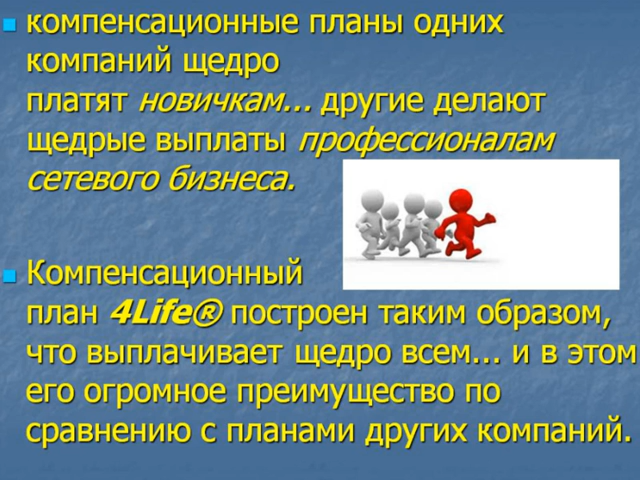 компенсационные планы одних
компаний щедро
платят новичкам... другие делают
щедрые выплаты профессионалам
сетевого бизнеса.
Компенсационный
план 4Life® построен таким образом,
что выплачивает щедро всем... и в этом
его огромное преимущество по
сравнению с планами других компаний.